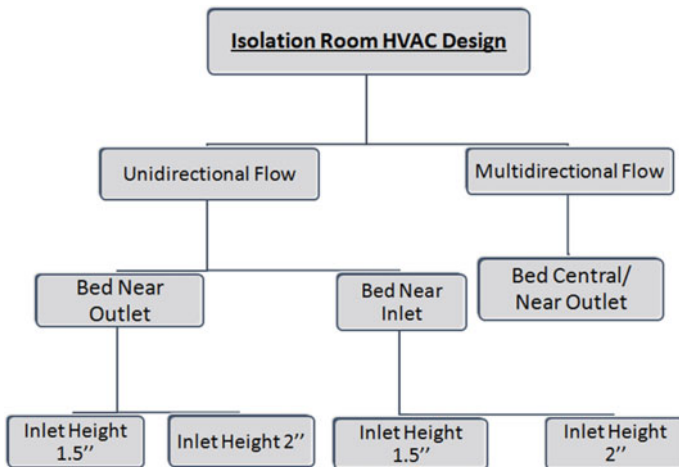 Isolation Room HVAC Design
Unidirectional Flow
Multidirectional Flow
Bed Near
Outlet
Bed Near
Inlet
Bed Central/
Near Outlet
Inlet Height
1.5’’
Inlet Height 2’’
Inlet Height
1.5’’
Inlet Height
2’’